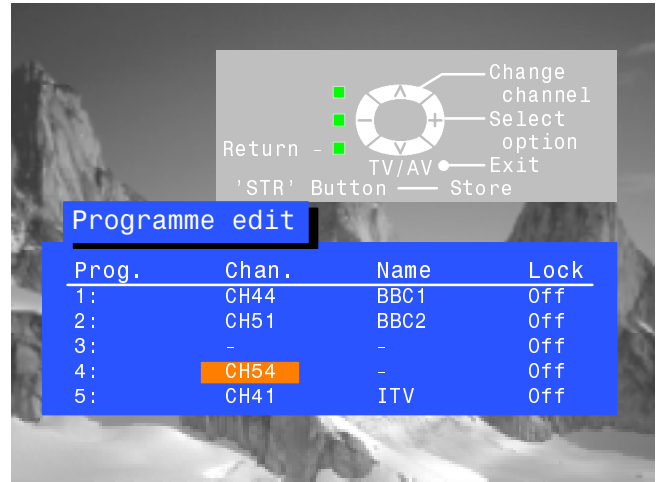 Change
channel
Select
option
Return -
TV/AV
Exit
'STR' Button — Store
Programme edit
Prog. Chan. Name Lock
1: CH44 BBC1 Off
2: CH51 BBC2 Off
3: - - Off
4: CH54 - Off
5: CH41 ITV Off